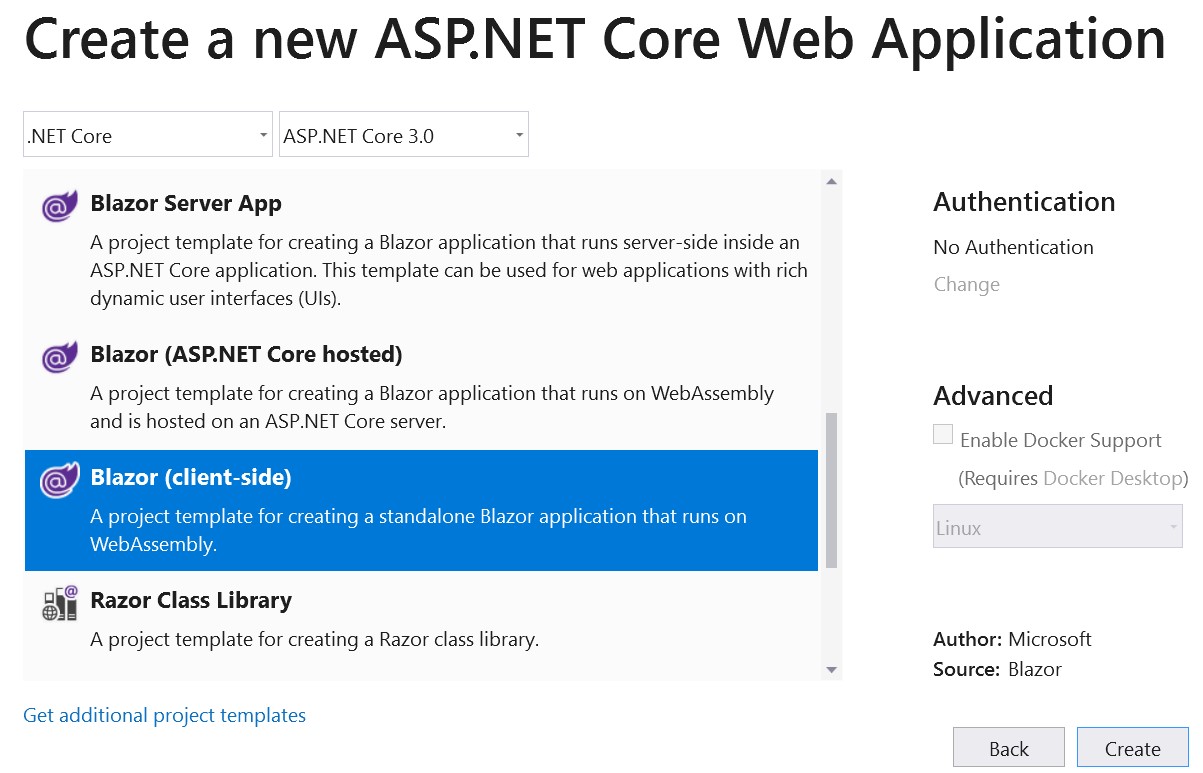 Create a new ASP.NET Core Web Application
.NET Core
ASP.NET Core 3.0
Blazor Server App
A project template for creating a Blazor application that runs server-side inside an
ASP.NET Core application. This template can be used for web applications with rich
dynamic user interfaces (UIs).
Blazor (ASP.NET Core hosted)
A project template for creating a Blazor application that runs on WebAssembly
and is hosted on an ASP.NET Core server.
Blazor (client-side)
A project template for creating a standalone Blazor application that runs on
WebAssembly.
Razor Class Library
A project template for creating a Razor class library.
Get additional project templates
Authentication
No Authentication
Change
Advanced
Enable Docker Support
(Requires Docker Desktop)
Linux
Author: Microsoft
Source: Blazor
Back
Create